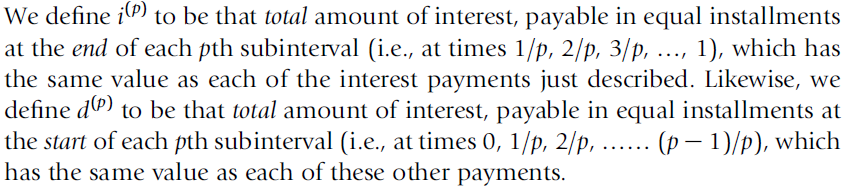 We define i⁽ᵖ⁾ to be that total amount of interest, payable in equal installments
at the end of each pth subinterval (i.e., at times 1/p, 2/p, 3/p, …, 1), which has
the same value as each of the interest payments just described. Likewise, we
define d⁽ᵖ⁾ to be that total amount of interest, payable in equal installments at
the start of each pth subinterval (i.e., at times 0, 1/p, 2/p, …… (p − 1)/p), which
has the same value as each of these other payments.